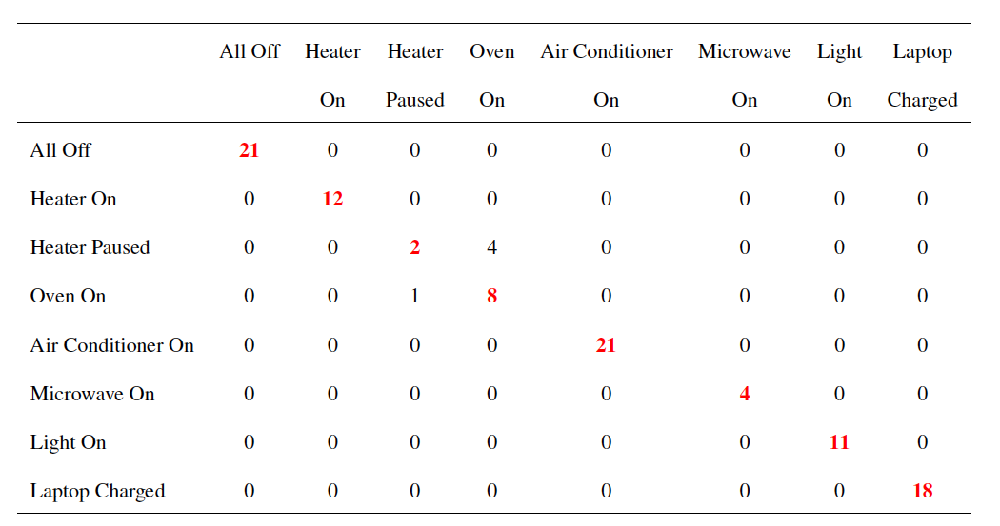 All Off Heater Heater Oven Air Conditioner Microwave Light Laptop
On Paused On On On On Charged
All Off 21 0 0 0 0 0 0 0
Heater On 0 12 0 0 0 0 0 0
Heater Paused 0 0 2 4 0 0 0 0
Oven On 0 0 1 8 0 0 0 0
Air Conditioner On 0 0 0 0 21 0 0 0
Microwave On 0 0 0 0 0 4 0 0
Light On 0 0 0 0 0 0 11 0
Laptop Charged 0 0 0 0 0 0 0 18